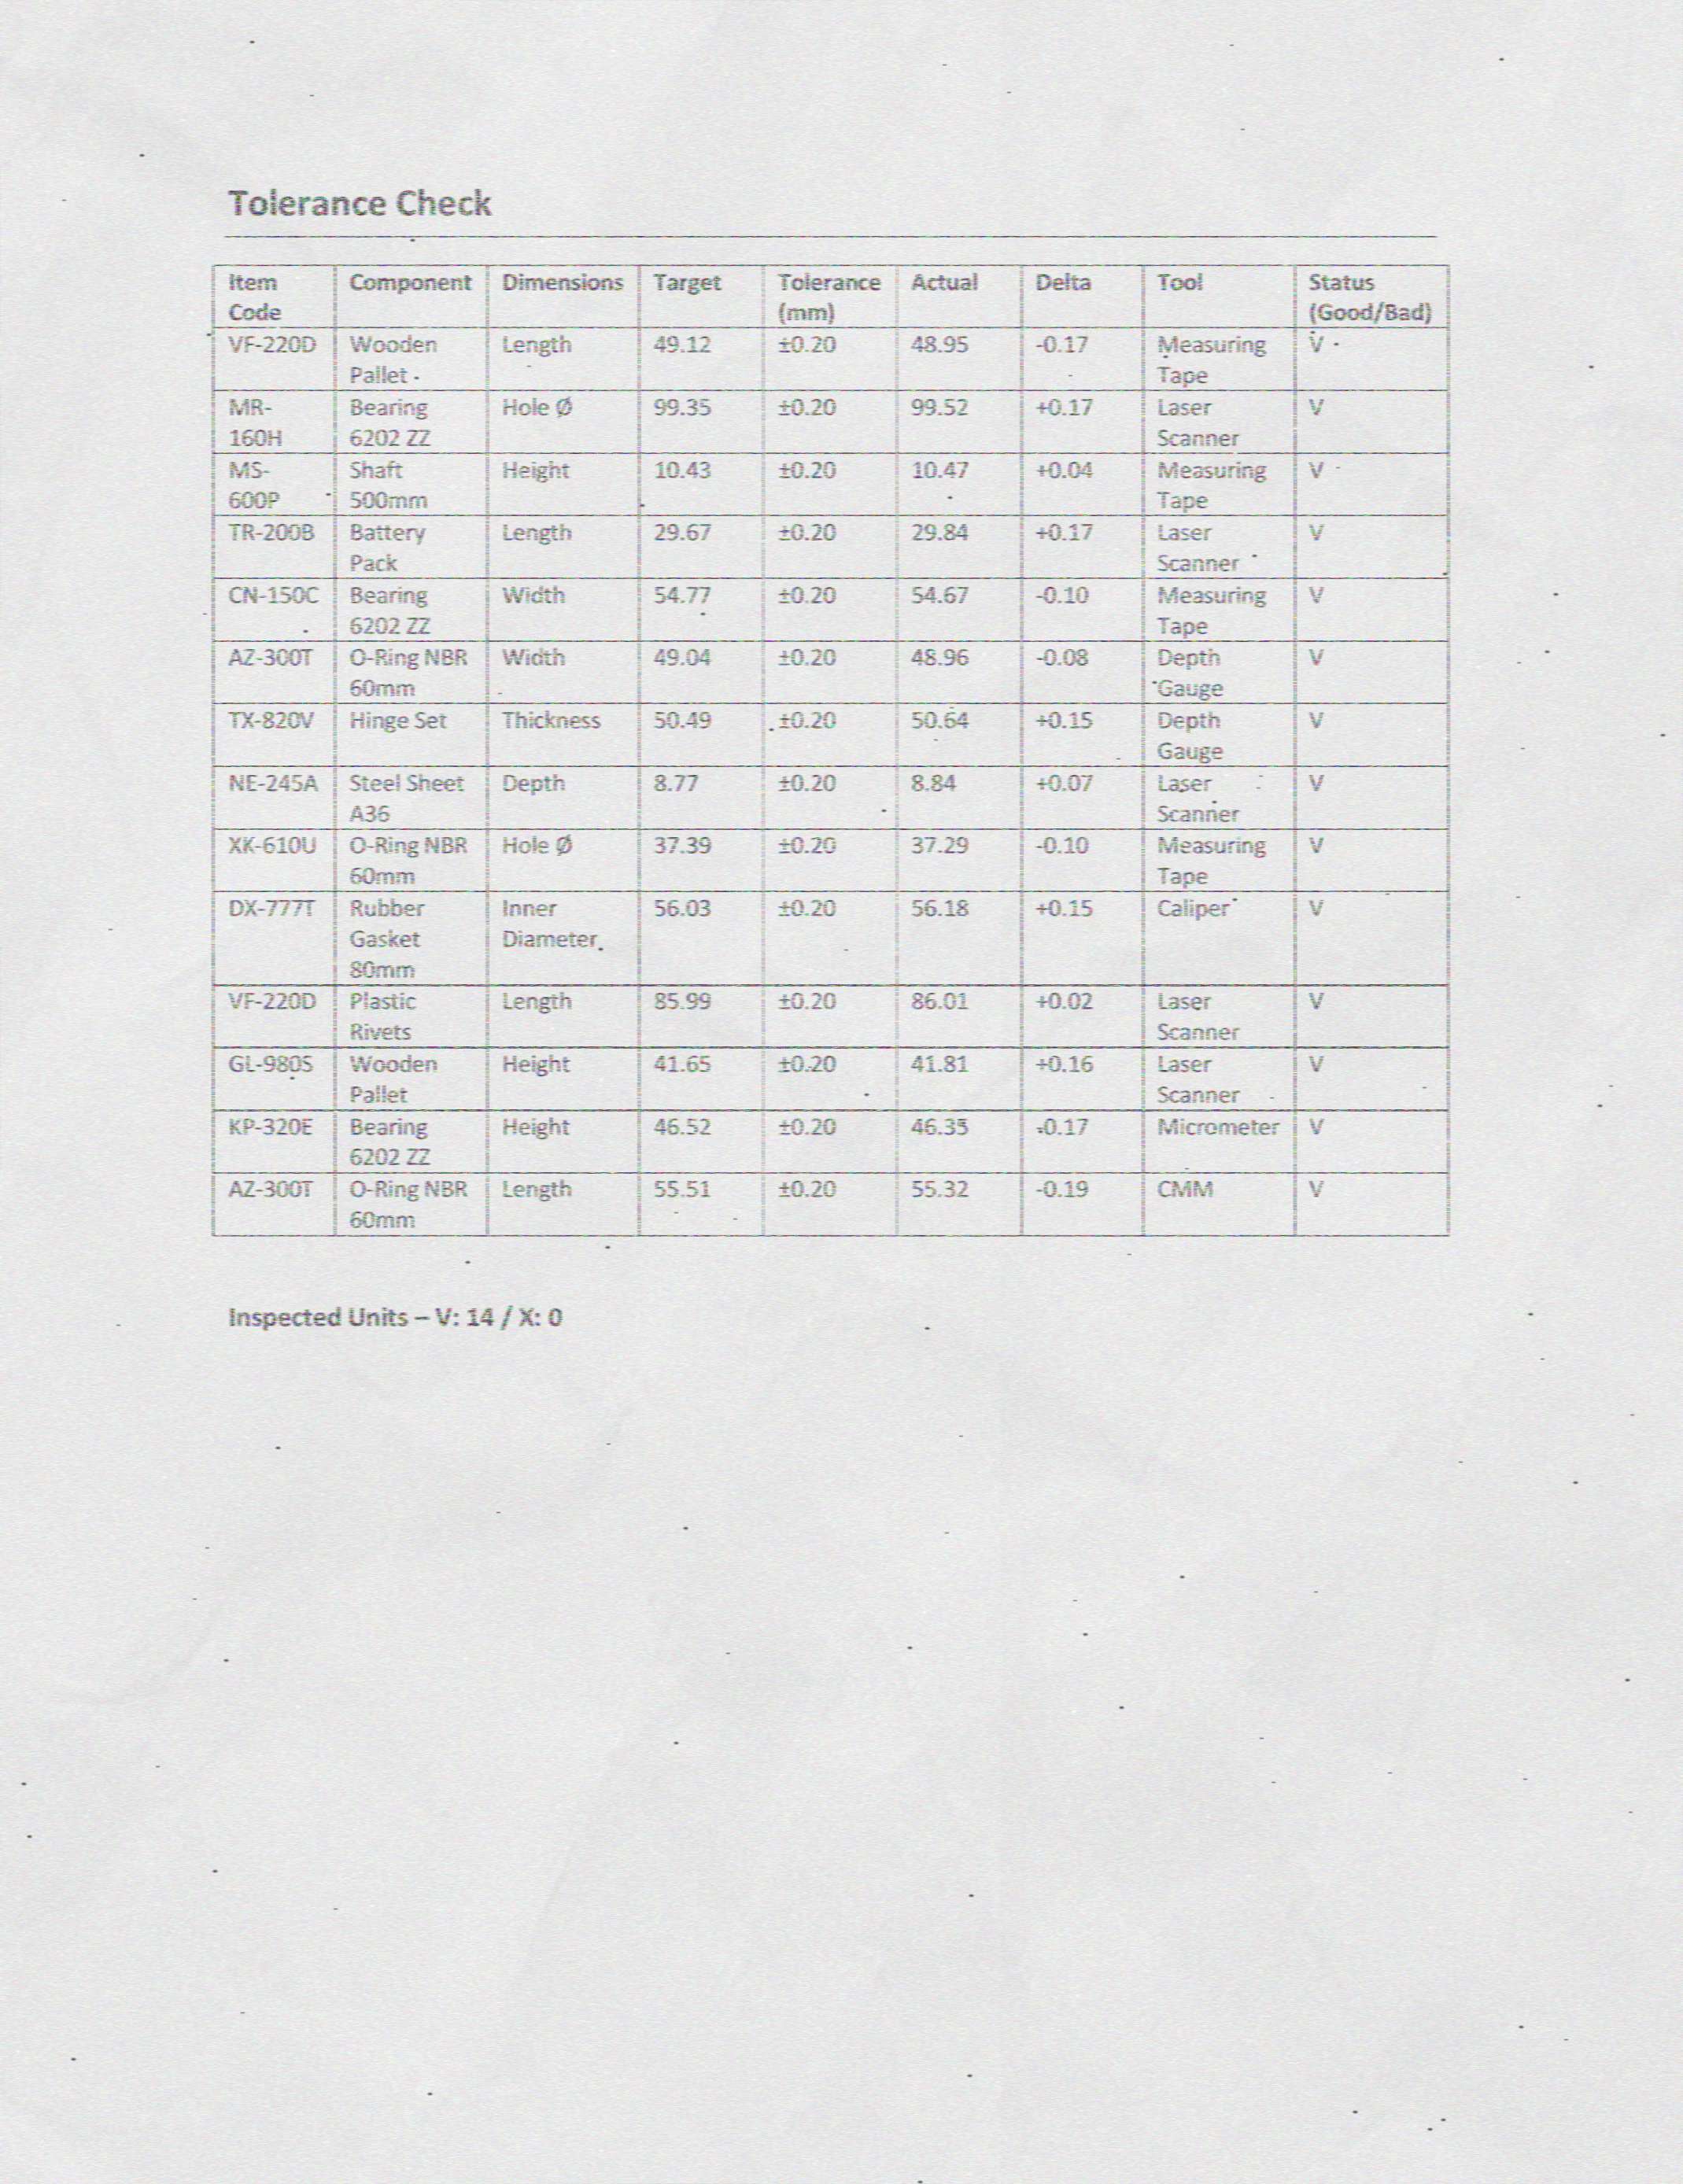 Tolerance Check
Item Code Component Dimensions Target Tolerance (mm) Actual Delta Tool Status (Good/Bad)
VF-220D Wooden Pallet Length 49.12 ±0.20 48.95 -0.17 Measuring Tape V
MR-160H Bearing 6202 ZZ Hole Ø 99.35 ±0.20 99.52 +0.17 Laser Scanner V
MS-600P Shaft 500mm Height 10.43 ±0.20 10.47 +0.04 Measuring Tape V
TR-200B Battery Pack Length 29.67 ±0.20 29.84 +0.17 Laser Scanner V
CN-150C Bearing 6202 ZZ Width 54.77 ±0.20 54.67 -0.10 Measuring Tape V
AZ-300T O-Ring NBR 60mm Width 49.04 ±0.20 48.96 -0.08 Depth Gauge V
TX-820V Hinge Set Thickness 50.49 ±0.20 50.64 +0.15 Depth Gauge V
NE-245A Steel Sheet A36 Depth 8.77 ±0.20 8.84 +0.07 Laser Scanner V
XK-610U O-Ring NBR 60mm Hole Ø 37.39 ±0.20 37.29 -0.10 Measuring Tape V
DX-777T Rubber Gasket 80mm Inner Diameter 56.03 ±0.20 56.18 +0.15 Caliper V
VF-220D Plastic Rivets Length 85.99 ±0.20 86.01 +0.02 Laser Scanner V
GL-980S Wooden Pallet Height 41.65 ±0.20 41.81 +0.16 Laser Scanner V
KP-320E Bearing 6202 ZZ Height 46.52 ±0.20 46.35 -0.17 Micrometer V
AZ-300T O-Ring NBR 60mm Length 55.51 ±0.20 55.32 -0.19 CMM V
Inspected Units – V: 14 / X: 0